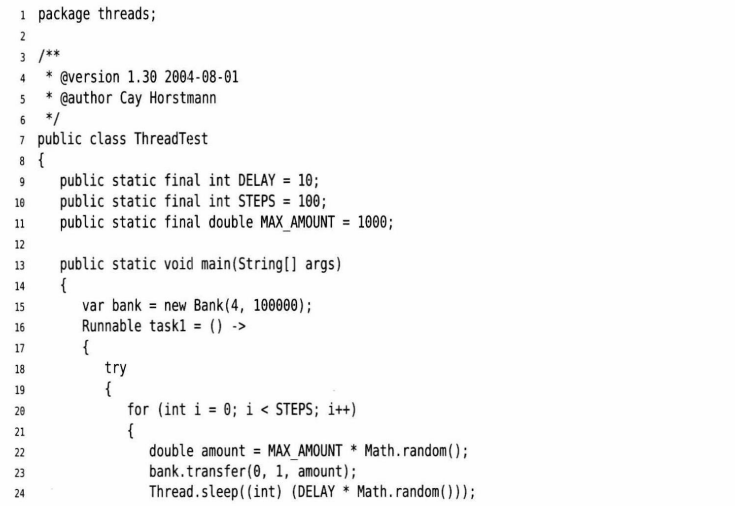 1 package threads;
2
3 /**
4  * @version 1.30 2004-08-01
5  * @author Cay Horstmann
6  */
7 public class ThreadTest
8 {
9    public static final int DELAY = 10;
10    public static final int STEPS = 100;
11    public static final double MAX_AMOUNT = 1000;
12
13    public static void main(String[] args)
14    {
15       var bank = new Bank(4, 100000);
16       Runnable task1 = () ->
17       {
18          try
19          {
20             for (int i = 0; i < STEPS; i++)
21             {
22                double amount = MAX_AMOUNT * Math.random();
23                bank.transfer(0, 1, amount);
24                Thread.sleep((int) (DELAY * Math.random()));